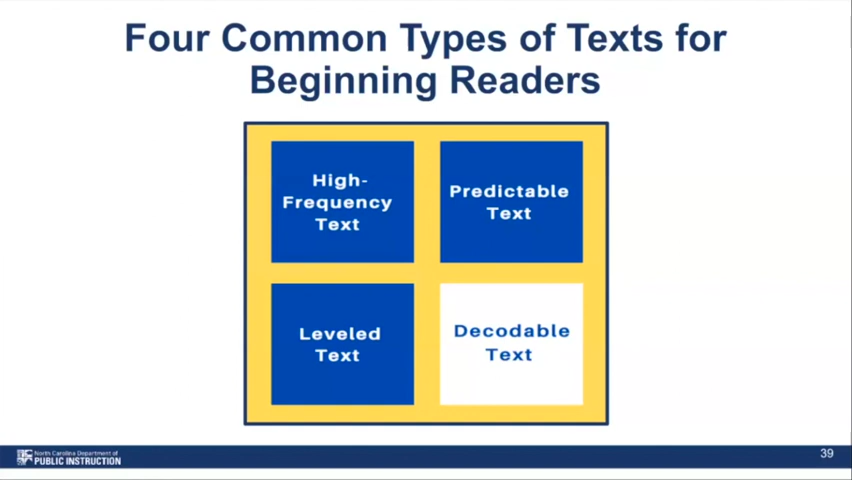 Four Common Types of Texts for
Beginning Readers
High-
Frequency
Text
Predictable
Text
Leveled
Text
Decodable
Text
North Carolina Department of
PUBLIC INSTRUCTION
39